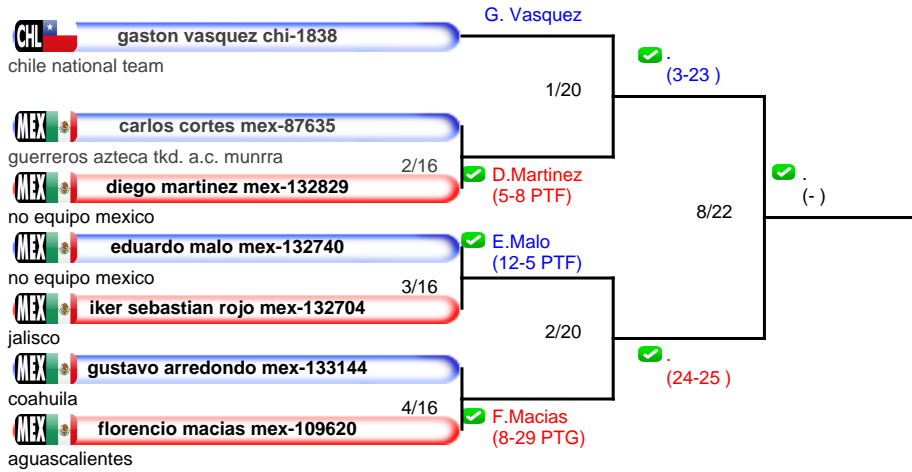 G. Vasquez
CHL gaston vasquez chi-1838
chile national team
.
(3-23 )
1/20
MEX carlos cortes mex-87635
guerreros azteca tkd. a.c. munrra
2/16
D.Martinez
(5-8 PTF)
MEX diego martinez mex-132829
no equipo mexico
.
(- )
8/22
MEX eduardo malo mex-132740
no equipo mexico
E.Malo
(12-5 PTF)
3/16
MEX iker sebastian rojo mex-132704
jalisco
2/20
.
(24-25 )
MEX gustavo arredondo mex-133144
coahuila
4/16
F.Macias
(8-29 PTG)
MEX florencio macias mex-109620
aguascalientes